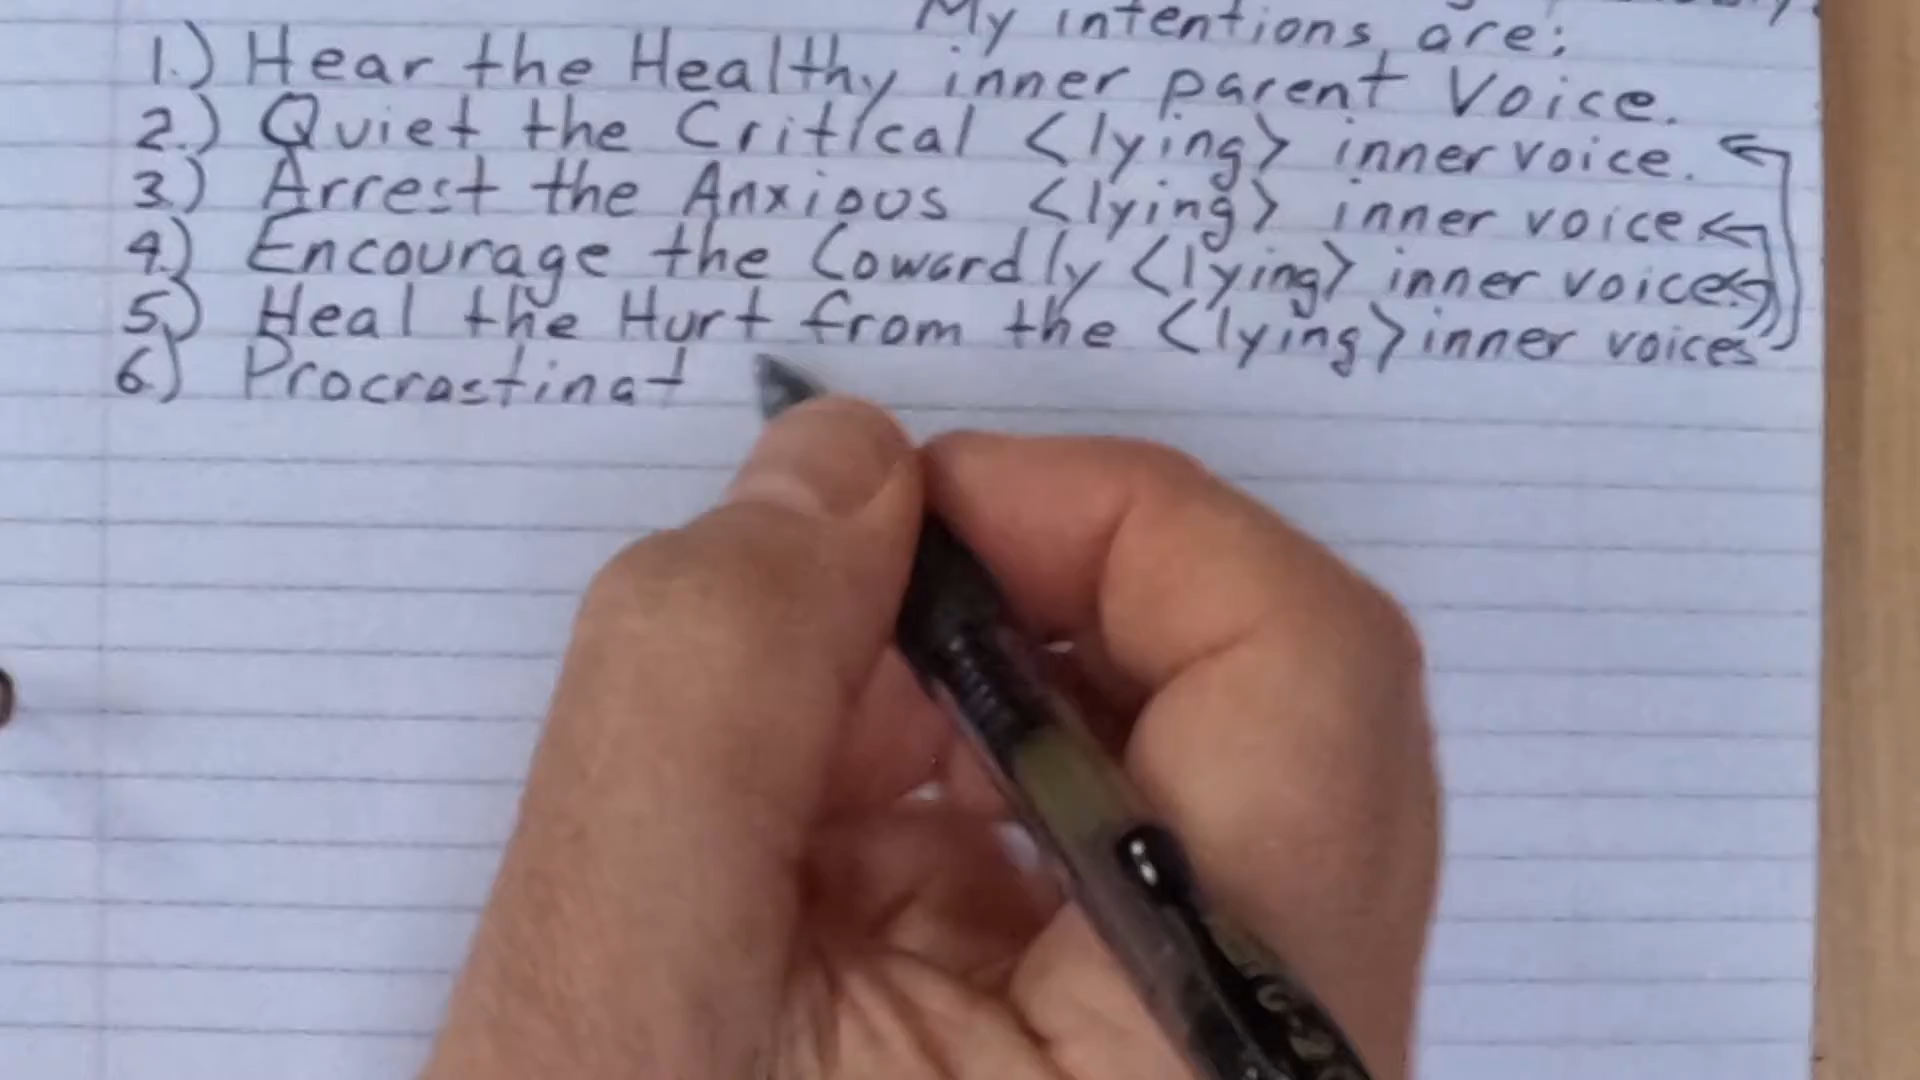 My intentions are:
1.) Hear the Healthy inner parent Voice.
2.) Quiet the Critical <lying> inner voice.
3.) Arrest the Anxious <lying> inner voice
4.) Encourage the Cowardly <lying> inner voice.
5.) Heal the Hurt from the <lying> inner voices
6.) Procrastinat